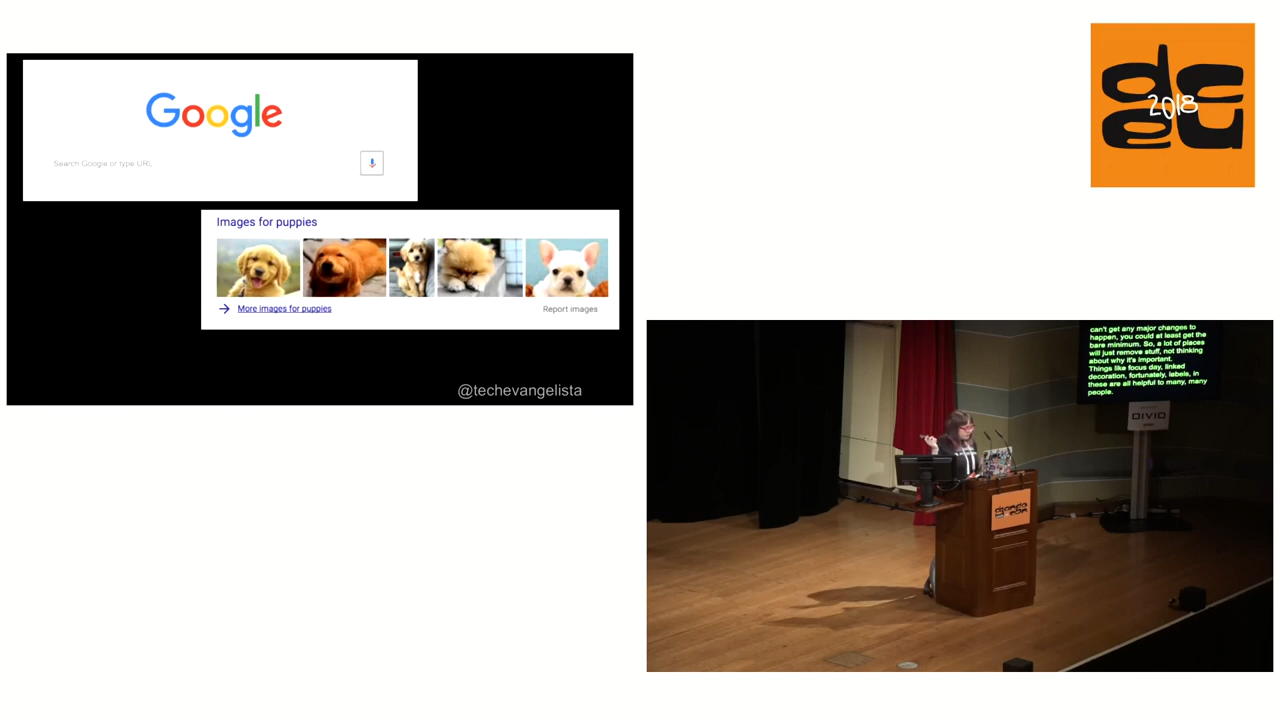 Google
Search Google or type URL
Images for puppies
More images for puppies
Report images
@techevangelista
2018
can't get any major changes to
happen, you could at least get the
bare minimum. So, a lot of places
will just remove stuff, not thinking
about why it's important.
Things like focus day, linked
decoration, fortunately, labels, in
these are all helpful to many, many
people.
DIVIO